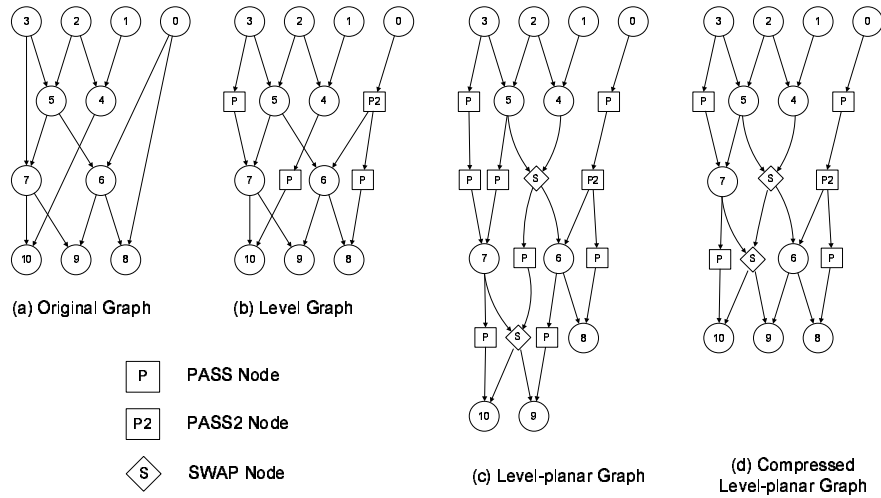 3 2 1 0 3 2 1 0 3 2 1 0 3 2 1 0
5 4 P 5 4 P2 P 5 4 P P 5 4 P
7 6 7 P 6 P P P S P2 7 S P2
10 9 8 10 9 8 7 P 6 P P S 6 P
(a) Original Graph (b) Level Graph
P S P 8 10 9 8
P PASS Node
10 9
P2 PASS2 Node
S SWAP Node
(c) Level-planar Graph
(d) Compressed
Level-planar Graph